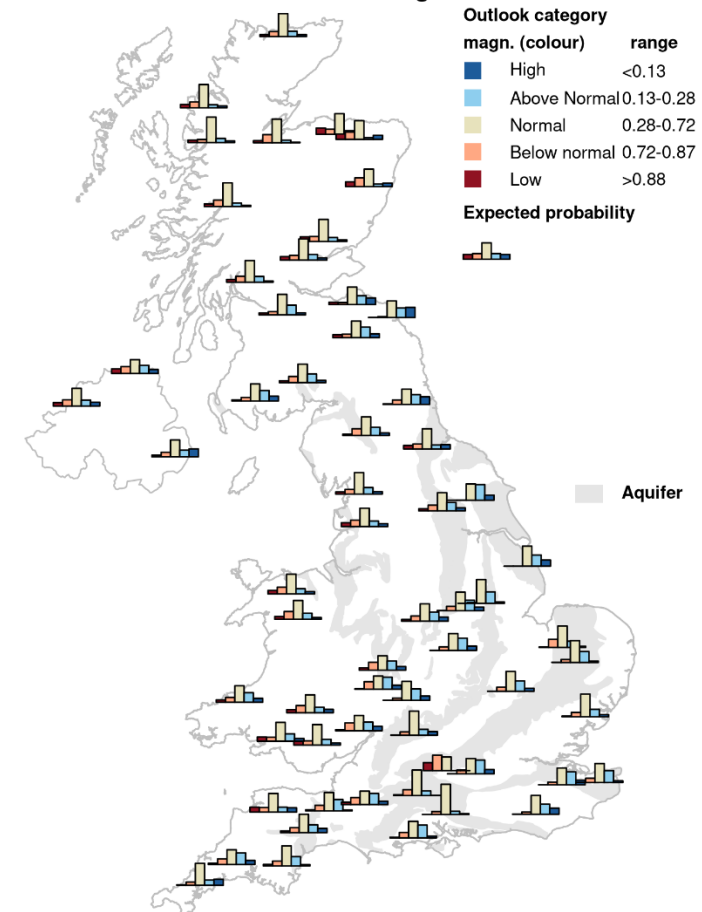 Outlook category
magn. (colour) range
High <0.13
Above Normal 0.13-0.28
Normal 0.28-0.72
Below normal 0.72-0.87
Low >0.88
Expected probability
Aquifer